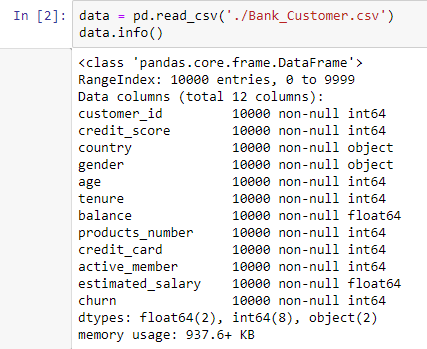 In [2]: data = pd.read_csv('./Bank_Customer.csv')
data.info()
<class 'pandas.core.frame.DataFrame'>
RangeIndex: 10000 entries, 0 to 9999
Data columns (total 12 columns):
customer_id         10000 non-null int64
credit_score        10000 non-null int64
country             10000 non-null object
gender              10000 non-null object
age                 10000 non-null int64
tenure              10000 non-null int64
balance             10000 non-null float64
products_number     10000 non-null int64
credit_card         10000 non-null int64
active_member       10000 non-null int64
estimated_salary    10000 non-null float64
churn               10000 non-null int64
dtypes: float64(2), int64(8), object(2)
memory usage: 937.6+ KB